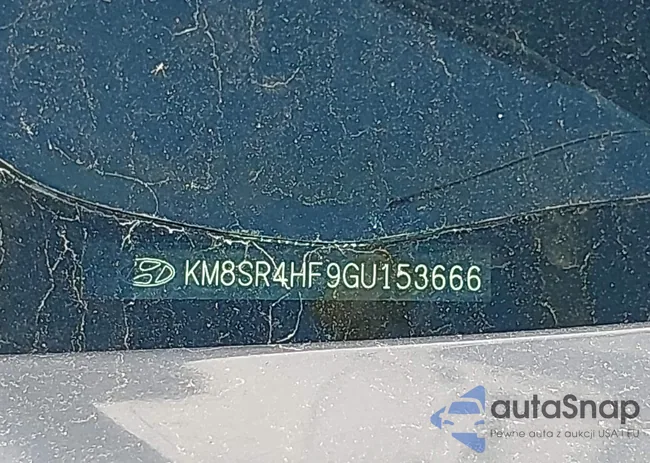 KM8SR4HF9GU153666
autaSnap
Pewne auta z aukcji USA i EU